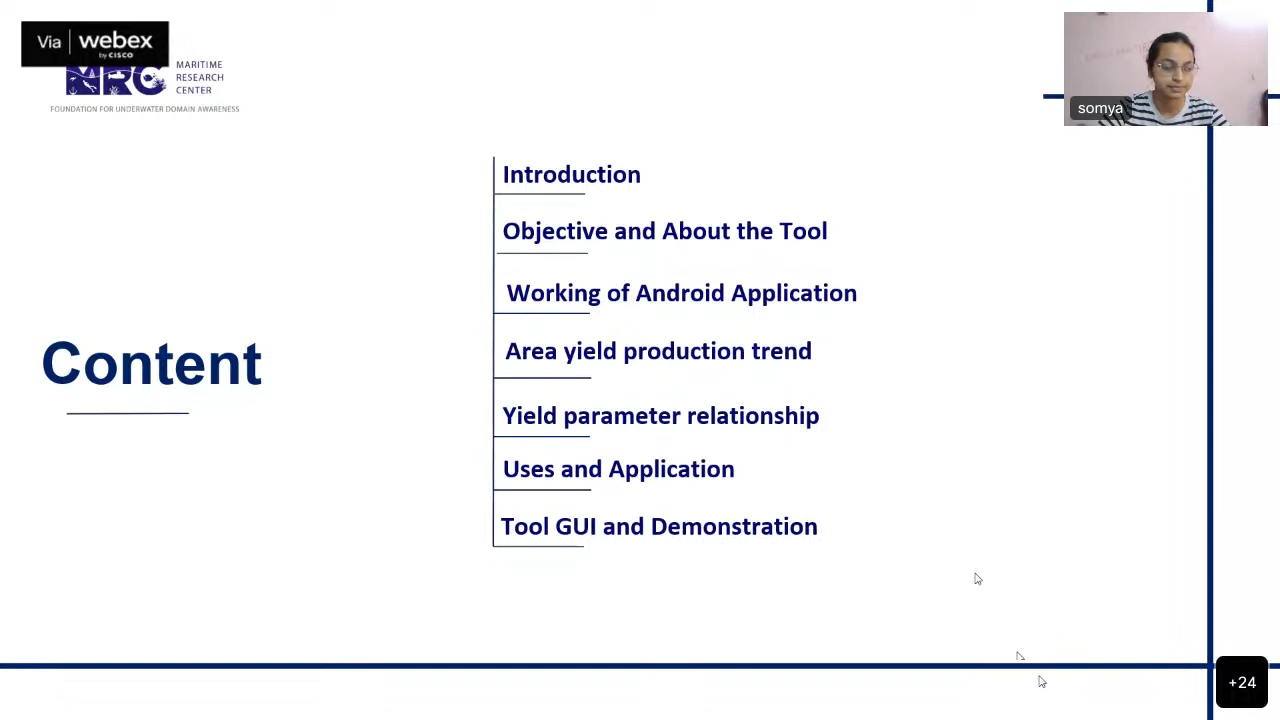 Via webex
by CISCO
MRC
MARITIME
RESEARCH
CENTER
FOUNDATION FOR UNDERWATER DOMAIN AWARENESS
somya
Introduction
Objective and About the Tool
Working of Android Application
Area yield production trend
Content
Yield parameter relationship
Uses and Application
Tool GUI and Demonstration
+24